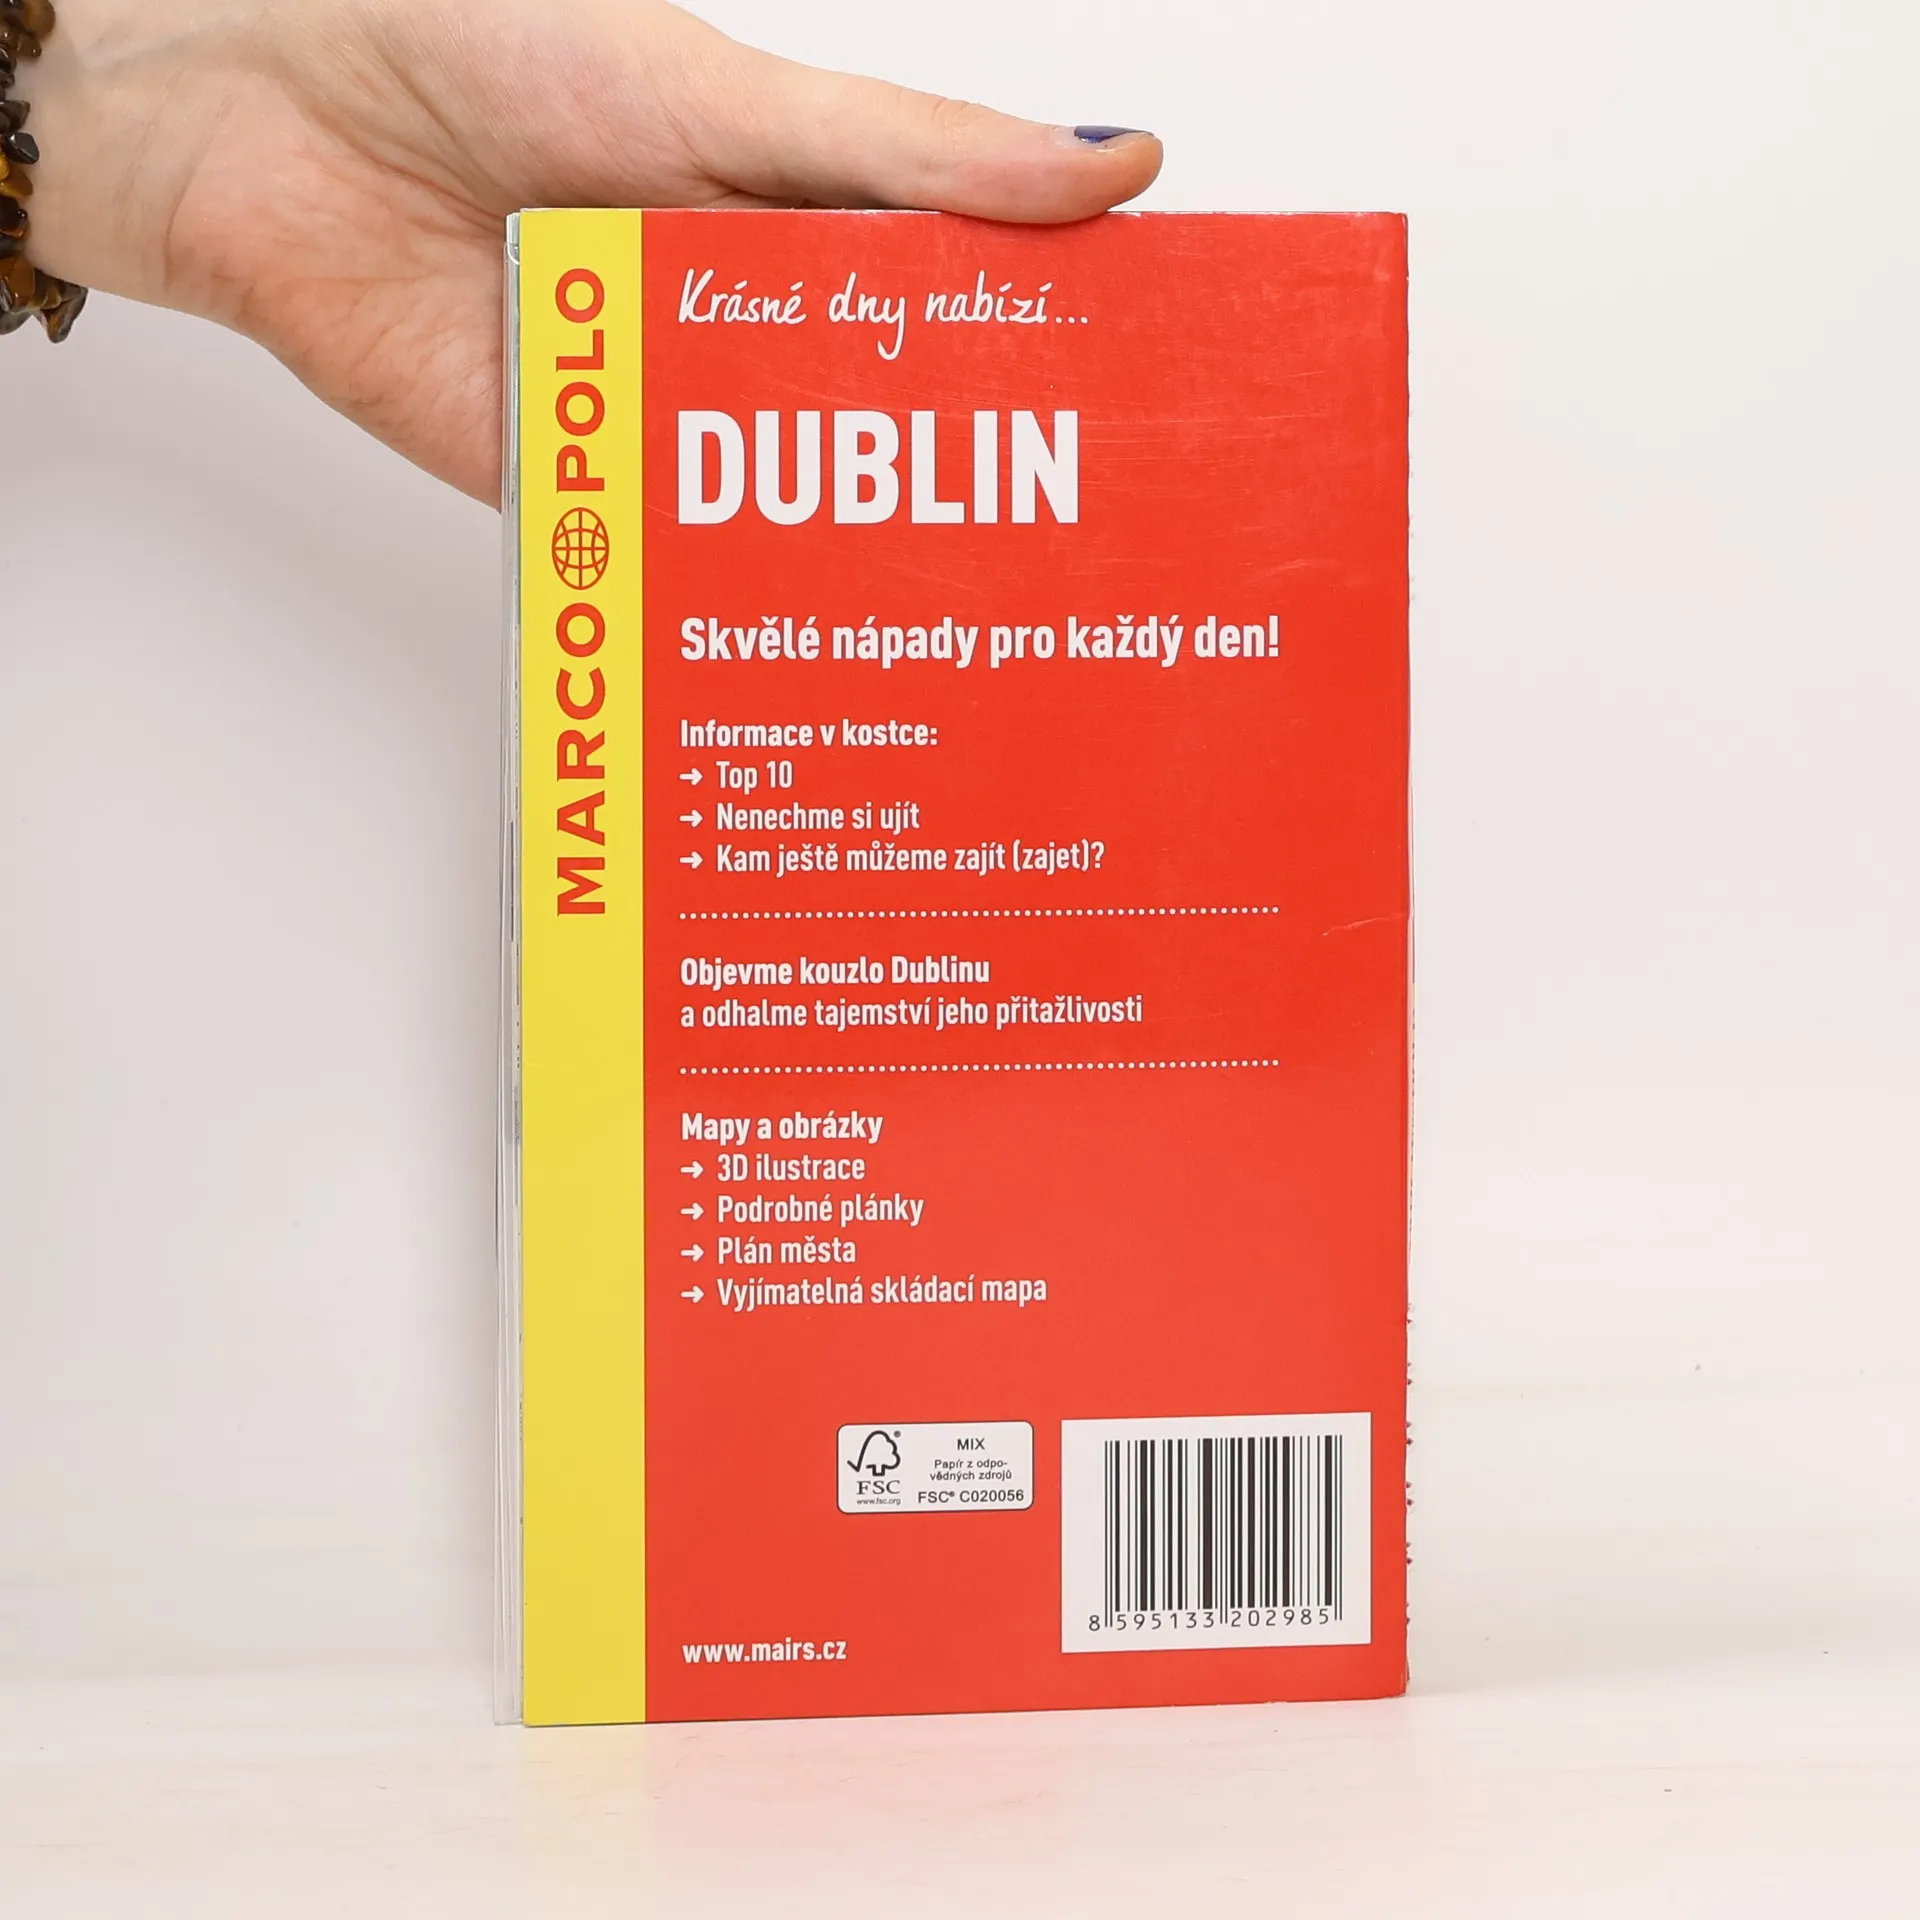 MARCO POLO
Krásné dny nabízí...
DUBLIN
Skvělé nápady pro každý den!
Informace v kostce:
➜ Top 10
➜ Nenechme si ujít
➜ Kam ještě můžeme zajít (zajet)?
Objevme kouzlo Dublinu
a odhalme tajemství jeho přitažlivosti
Mapy a obrázky
➜ 3D ilustrace
➜ Podrobné plánky
➜ Plán města
➜ Vyjímatelná skládací mapa
FSC
www.fsc.org
MIX
Papír z odpo-
vědných zdrojů
FSC® C020056
8 595133 202985
www.mairs.cz